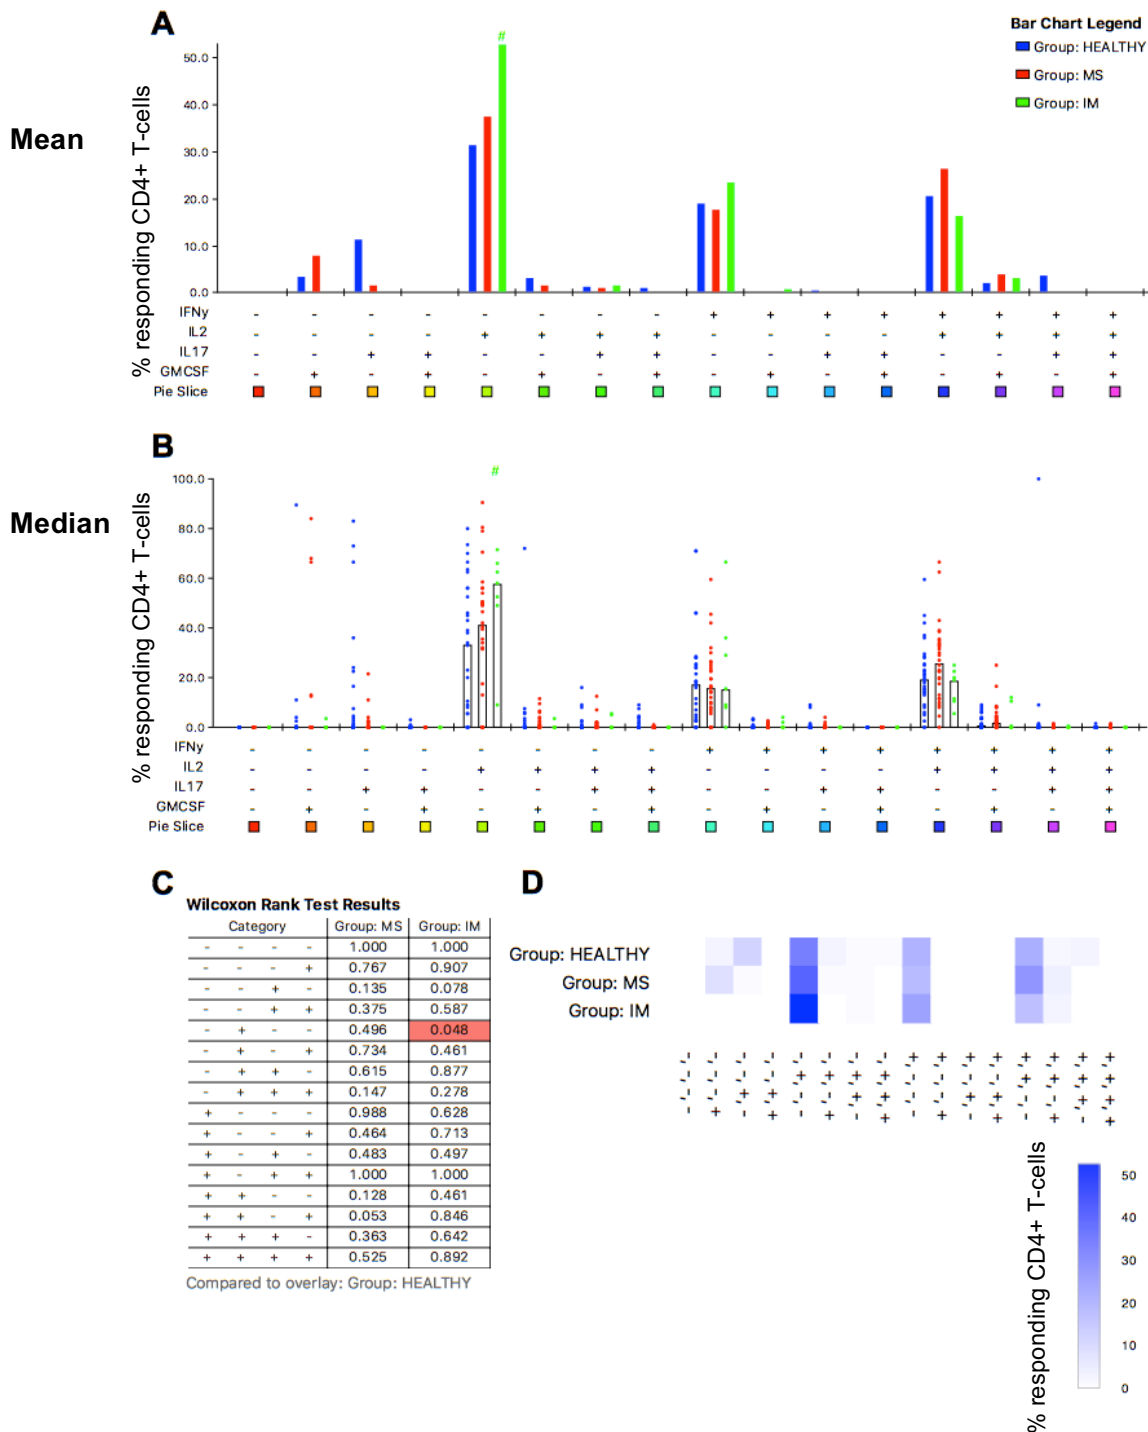 A
Mean
% responding CD4+ T-cells
50.0
40.0
30.0
20.0
10.0
0.0
#
Bar Chart Legend
Group: HEALTHY
Group: MS
Group: IM
IFNy - - - - - - - - + + + + + + + +
IL2 - - - - + + + + - - - - + + + +
IL17 - - + + - - + + - - + + - - + +
GMCSF - + - + - + - + - + - + - + - +
Pie Slice
B
Median
% responding CD4+ T-cells
100.0
80.0
60.0
40.0
20.0
0.0
#
IFNy - - - - - - - - + + + + + + + +
IL2 - - - - + + + + - - - - + + + +
IL17 - - + + - - + + - - + + - - + +
GMCSF - + - + - + - + - + - + - + - +
Pie Slice
C
Wilcoxon Rank Test Results
Category Group: MS Group: IM
- - - - 1.000 1.000
- - - + 0.767 0.907
- - + - 0.135 0.078
- - + + 0.375 0.587
- + - - 0.496 0.048
- + - + 0.734 0.461
- + + - 0.615 0.877
- + + + 0.147 0.278
+ - - - 0.988 0.628
+ - - + 0.464 0.713
+ - + - 0.483 0.497
+ - + + 1.000 1.000
+ + - - 0.128 0.461
+ + - + 0.053 0.846
+ + + - 0.363 0.642
+ + + + 0.525 0.892
Compared to overlay: Group: HEALTHY
D
Group: HEALTHY
Group: MS
Group: IM
-,-,-,-
-,-,-,+
-,-,+,-
-,-,+,+
-,+,-,-
-,+,-,+
-,+,+,-
-,+,+,+
+,-,-,-
+,-,-,+
+,-,+,-
+,-,+,+
+,+,-,-
+,+,-,+
+,+,+,-
+,+,+,+
% responding CD4+ T-cells
50
40
30
20
10
0